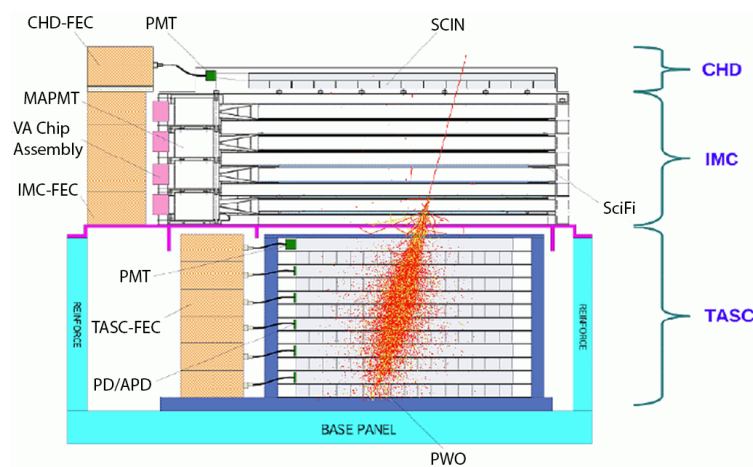 CHD-FEC
PMT
SCIN
CHD
MAPMT
VA Chip
Assembly
IMC
IMC-FEC
SciFi
PMT
REINFORCE
REINFORCE
TASC
TASC-FEC
PD/APD
BASE PANEL
PWO